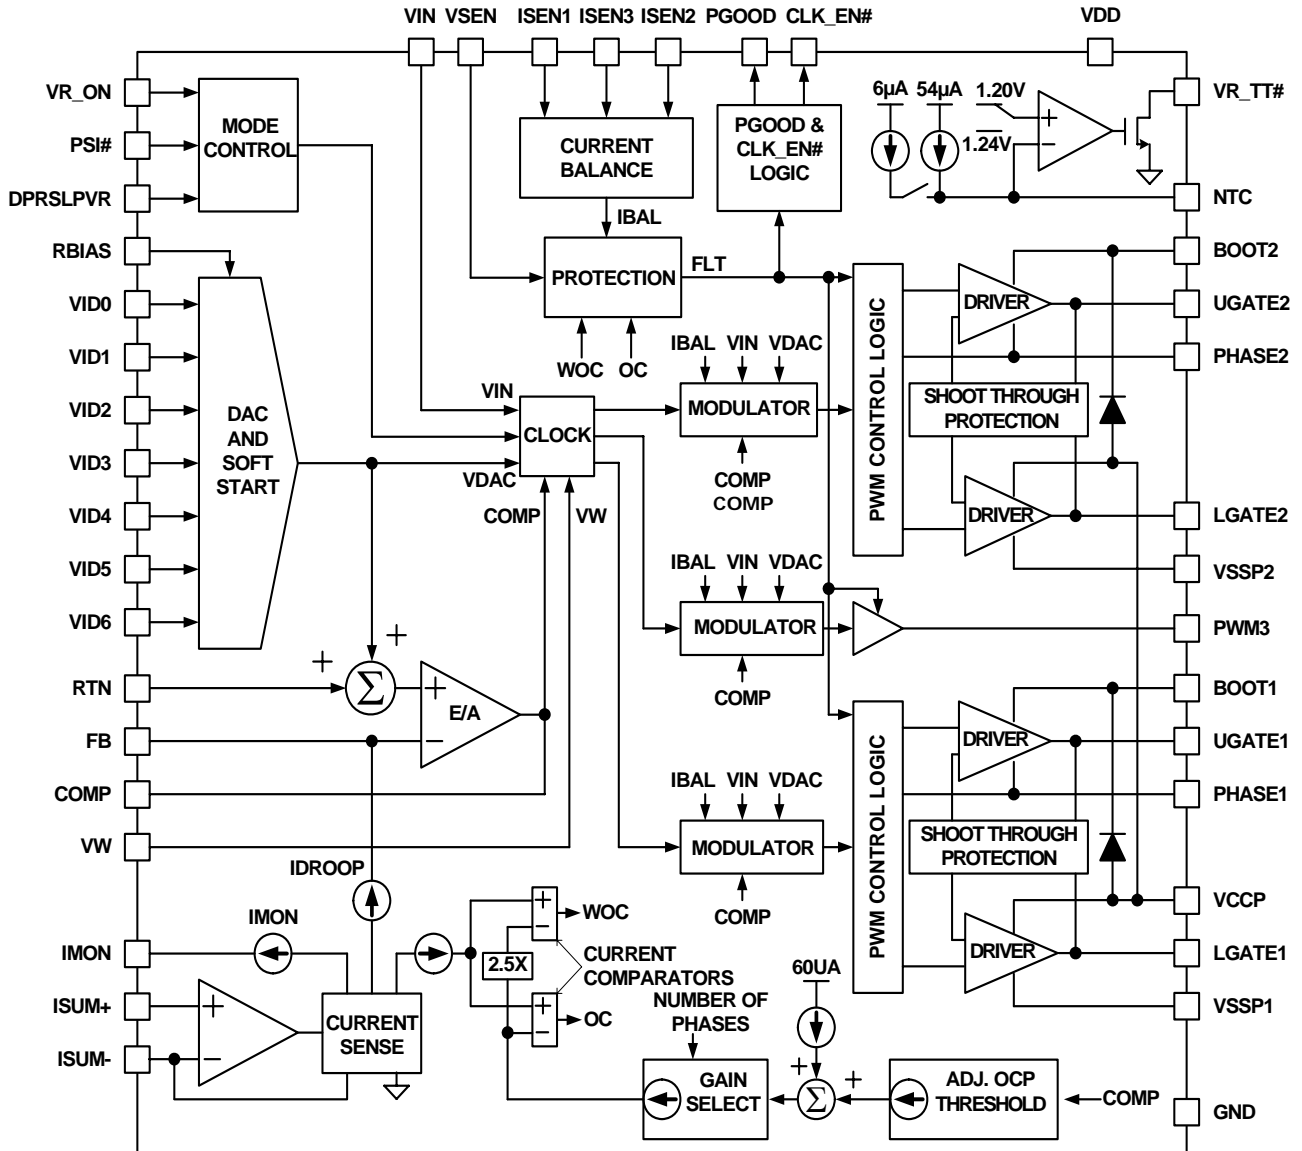 VIN VSEN ISEN1 ISEN3 ISEN2 PGOOD CLK_EN# VDD
VR_ON
PSI#
DPRSLPVR
RBIAS
VID0
VID1
VID2
VID3
VID4
VID5
VID6
RTN
FB
COMP
VW
IMON
ISUM+
ISUM-
MODE
CONTROL
DAC
AND
SOFT
START
CURRENT
BALANCE
IBAL
PROTECTION
FLT
WOC OC
PGOOD &
CLK_EN#
LOGIC
6µA 54µA 1.20V
1.24V
+
−
VR_TT#
NTC
BOOT2
UGATE2
PHASE2
LGATE2
VSSP2
PWM3
BOOT1
UGATE1
PHASE1
VCCP
LGATE1
VSSP1
GND
VIN
CLOCK
VDAC
COMP
VW
IBAL VIN VDAC
MODULATOR
COMP
COMP
IBAL VIN VDAC
MODULATOR
COMP
IBAL VIN VDAC
MODULATOR
COMP
PWM CONTROL LOGIC
DRIVER
SHOOT THROUGH
PROTECTION
DRIVER
PWM CONTROL LOGIC
DRIVER
SHOOT THROUGH
PROTECTION
DRIVER
+
+
Σ
+
E/A
−
IDROOP
IMON
+
−
CURRENT
SENSE
2.5X
+
−
WOC
CURRENT
COMPARATORS
+
−
OC
NUMBER OF
PHASES
60UA
GAIN
SELECT
+
+
Σ
ADJ. OCP
THRESHOLD
COMP